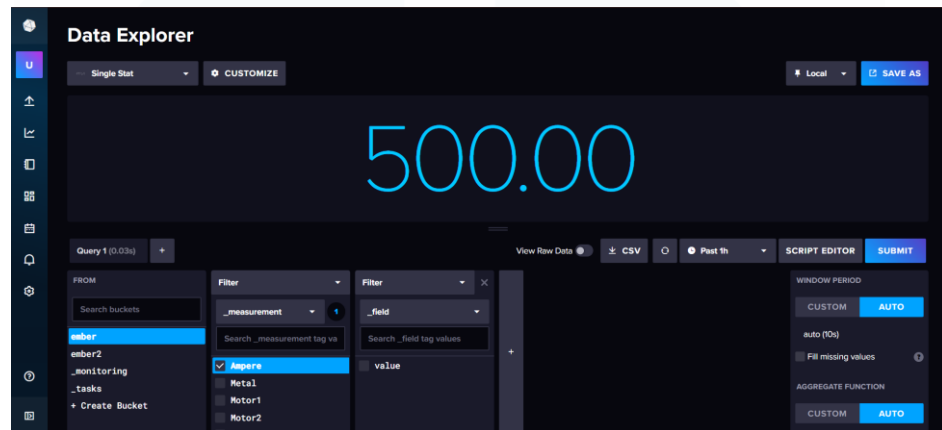 Data Explorer
U
Single Stat
CUSTOMIZE
Local
SAVE AS
500.00
Query 1 (0.03s)
+
View Raw Data
CSV
Past 1h
SCRIPT EDITOR
SUBMIT
FROM
Search buckets
ember
ember2
_monitoring
_tasks
+ Create Bucket
Filter
_measurement
1
Search _measurement tag va
Ampere
Metal
Motor1
Motor2
Filter
_field
Search _field tag values
value
+
WINDOW PERIOD
CUSTOM
AUTO
auto (10s)
Fill missing values
?
AGGREGATE FUNCTION
CUSTOM
AUTO